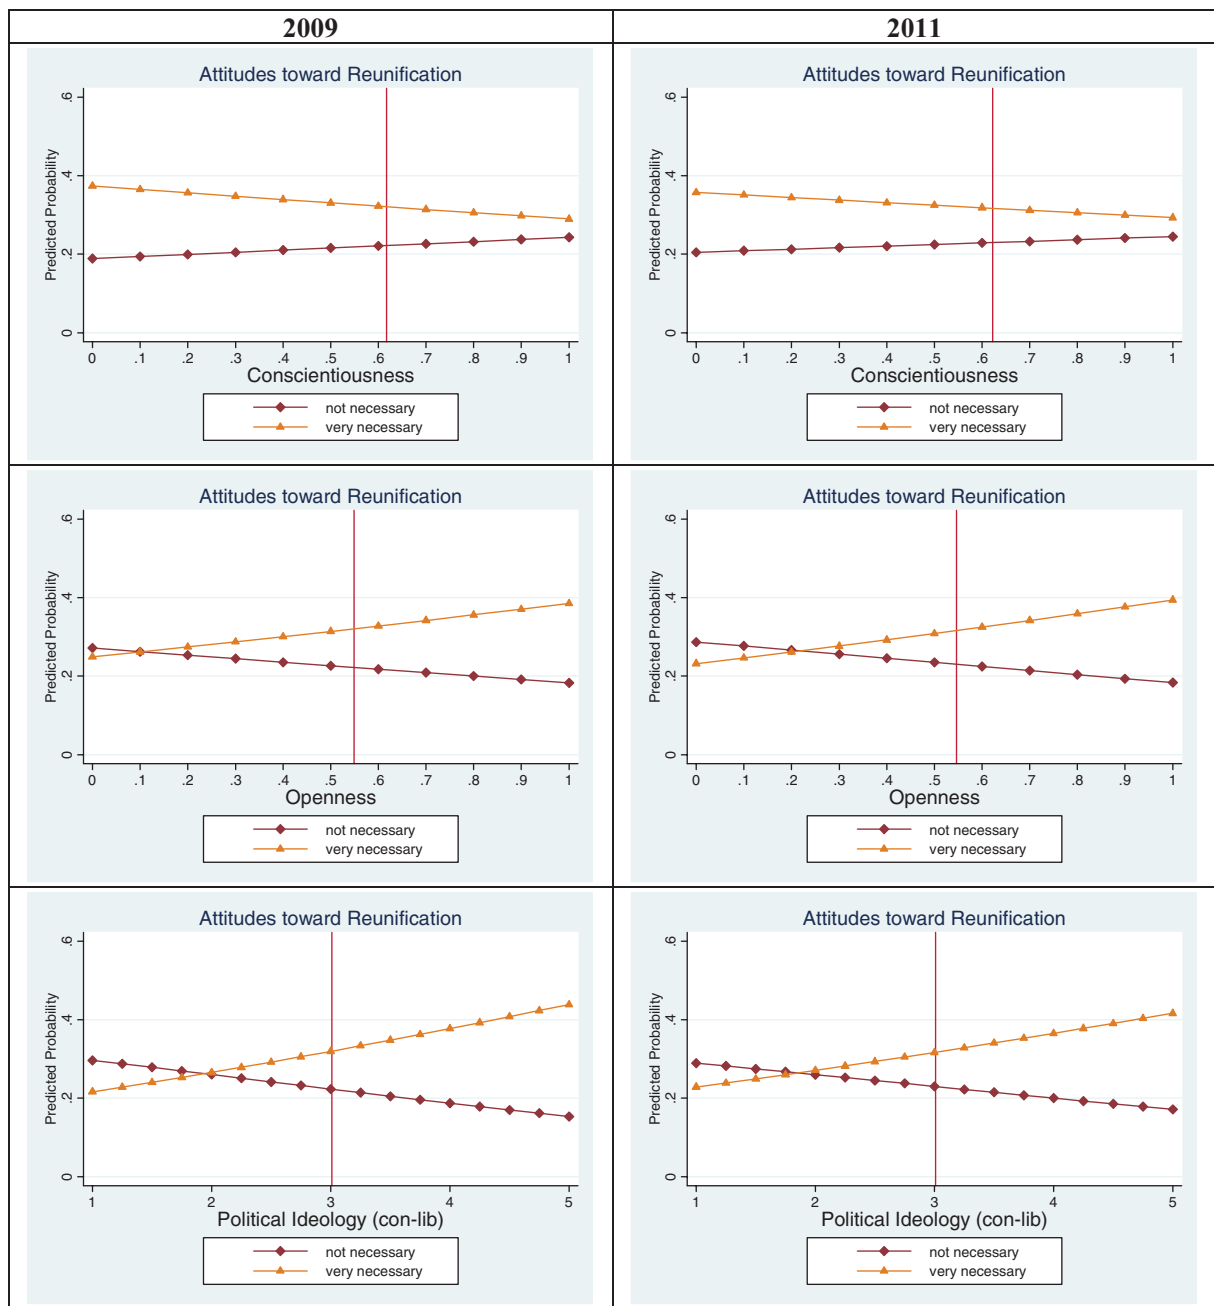 2009
2011
Attitudes toward Reunification
Predicted Probability
.6
.4
.2
0
0 .1 .2 .3 .4 .5 .6 .7 .8 .9 1
Conscientiousness
not necessary
very necessary
Attitudes toward Reunification
Predicted Probability
.6
.4
.2
0
0 .1 .2 .3 .4 .5 .6 .7 .8 .9 1
Conscientiousness
not necessary
very necessary
Attitudes toward Reunification
Predicted Probability
.6
.4
.2
0
0 .1 .2 .3 .4 .5 .6 .7 .8 .9 1
Openness
not necessary
very necessary
Attitudes toward Reunification
Predicted Probability
.6
.4
.2
0
0 .1 .2 .3 .4 .5 .6 .7 .8 .9 1
Openness
not necessary
very necessary
Attitudes toward Reunification
Predicted Probability
.6
.4
.2
0
1 2 3 4 5
Political Ideology (con-lib)
not necessary
very necessary
Attitudes toward Reunification
Predicted Probability
.6
.4
.2
0
1 2 3 4 5
Political Ideology (con-lib)
not necessary
very necessary